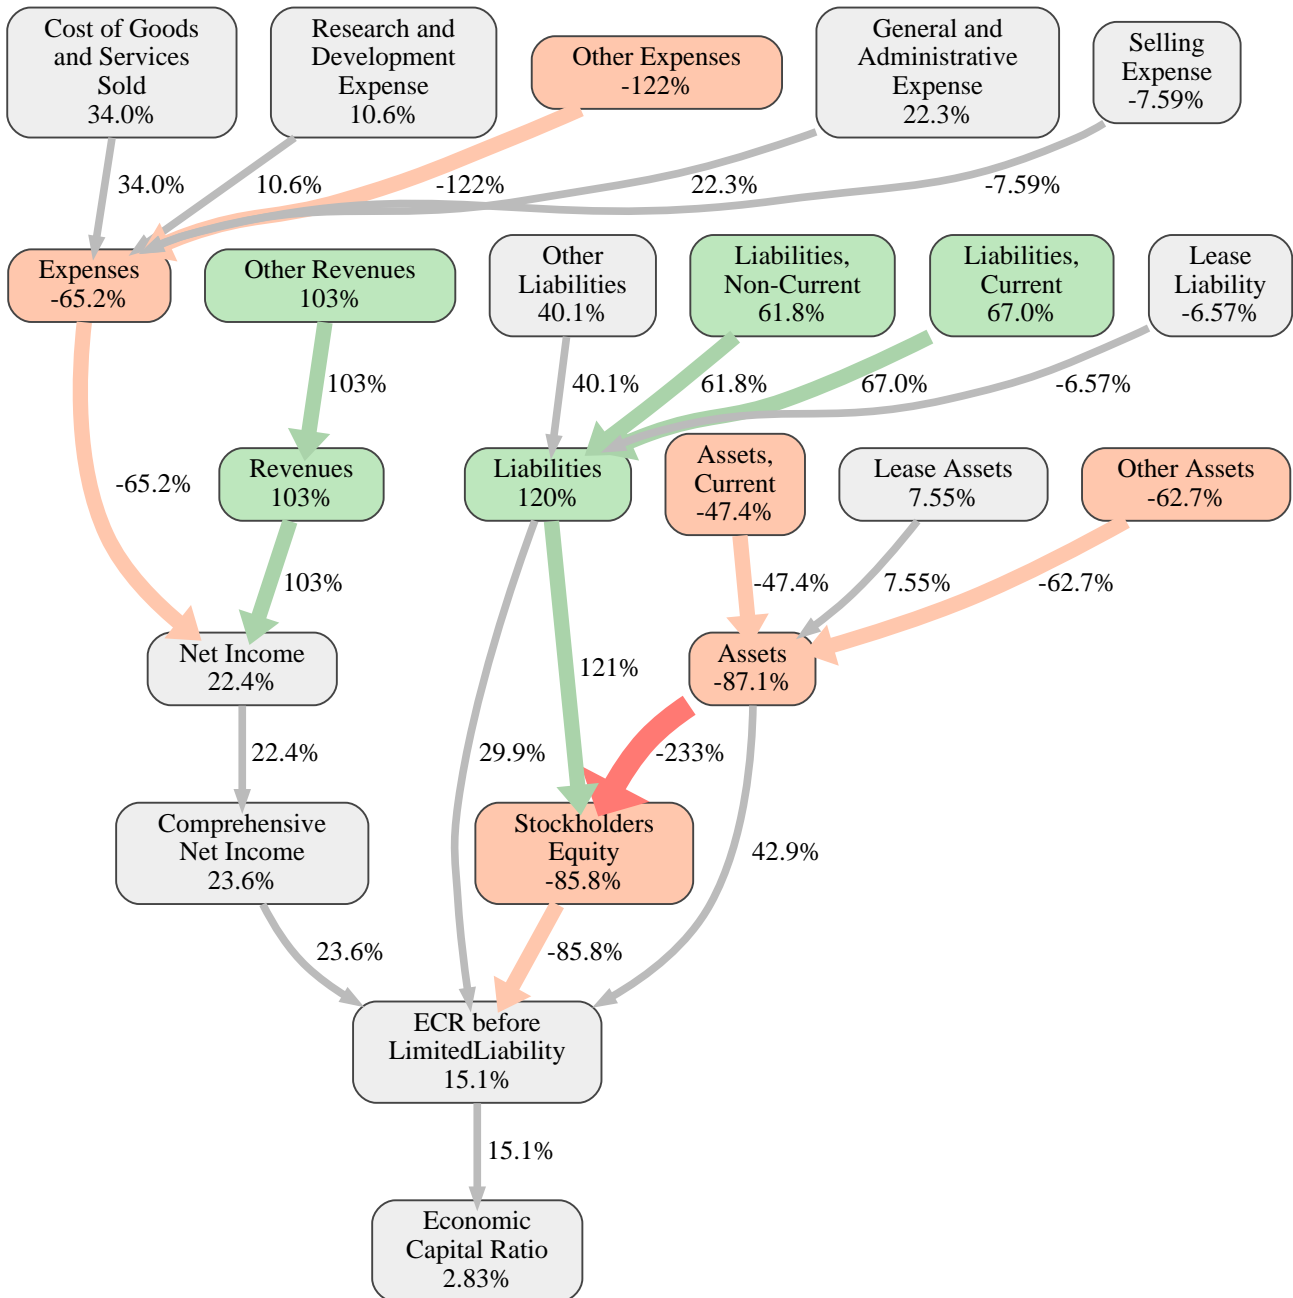 Cost of Goods
and Services
Sold
34.0%
Research and
Development
Expense
10.6%
Other Expenses
-122%
General and
Administrative
Expense
22.3%
Selling
Expense
-7.59%
34.0%
10.6%
-122%
22.3%
-7.59%
Expenses
-65.2%
Other Revenues
103%
Other
Liabilities
40.1%
Liabilities,
Non-Current
61.8%
Liabilities,
Current
67.0%
Lease
Liability
-6.57%
103%
40.1%
61.8%
67.0%
-6.57%
-65.2%
Revenues
103%
Liabilities
120%
Assets,
Current
-47.4%
Lease Assets
7.55%
Other Assets
-62.7%
103%
-47.4%
7.55%
-62.7%
Net Income
22.4%
121%
Assets
-87.1%
22.4%
29.9%
-233%
42.9%
Comprehensive
Net Income
23.6%
Stockholders
Equity
-85.8%
23.6%
-85.8%
ECR before
LimitedLiability
15.1%
15.1%
Economic
Capital Ratio
2.83%